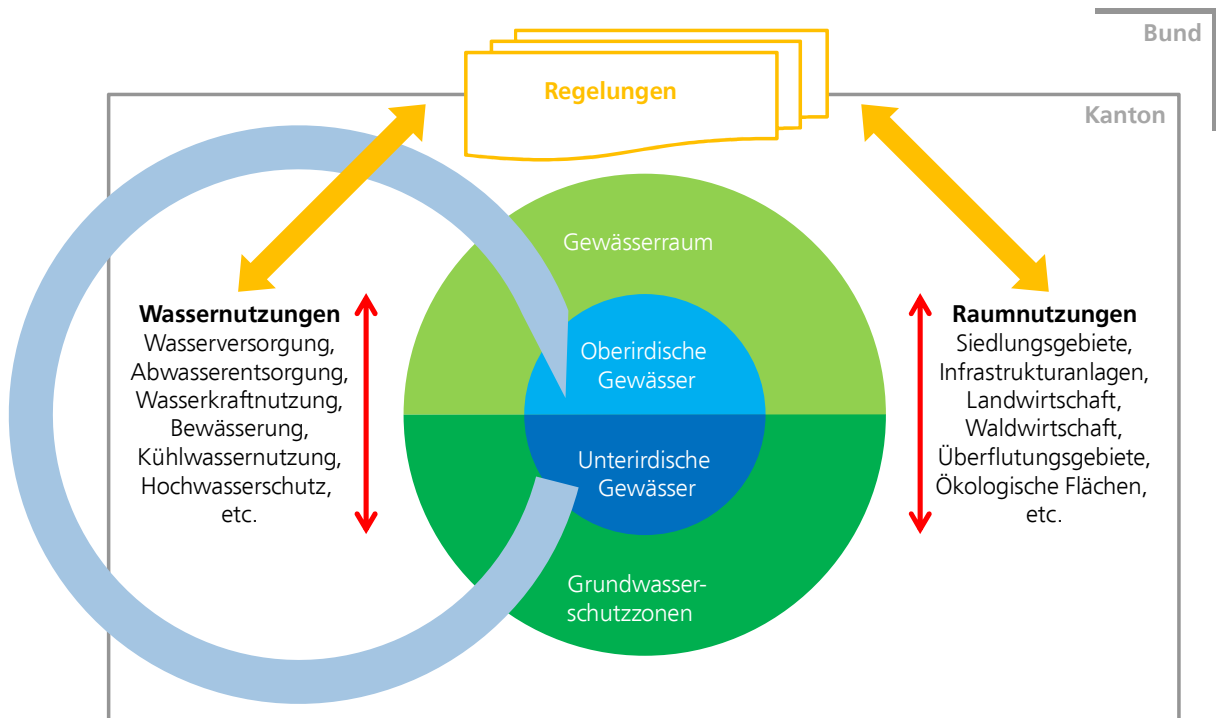 Bund
Regelungen
Kanton
Gewässerraum
Wassernutzungen
Wasserversorgung,
Abwasserentsorgung,
Wasserkraftnutzung,
Bewässerung,
Kühlwassernutzung,
Hochwasserschutz,
etc.
Oberirdische
Gewässer
Unterirdische
Gewässer
Grundwasser-
schutzzonen
Raumnutzungen
Siedlungsgebiete,
Infrastrukturanlagen,
Landwirtschaft,
Waldwirtschaft,
Überflutungsgebiete,
Ökologische Flächen,
etc.